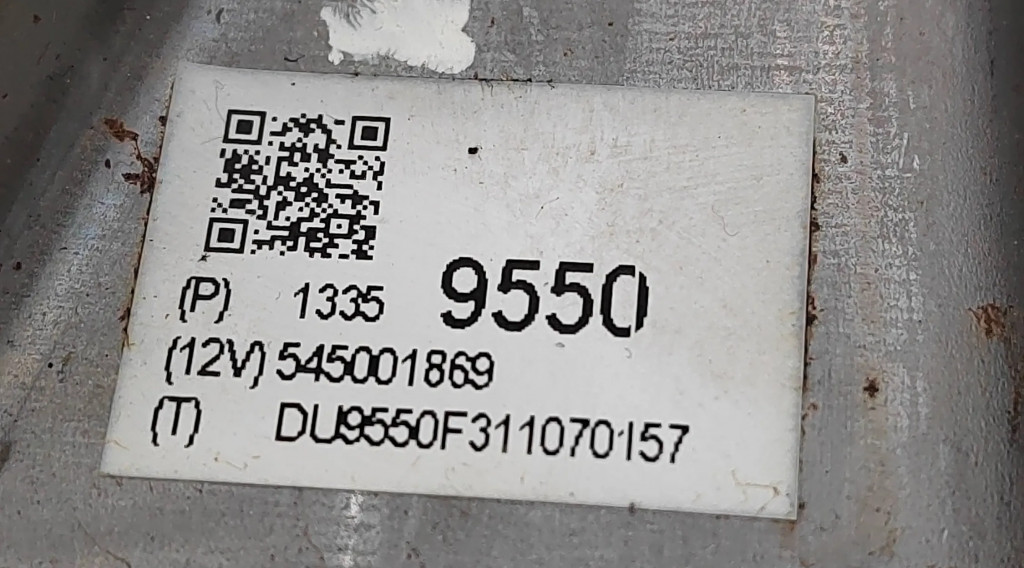 (P) 1335 9550
(12V) 545001869
(T) DU9550F311070157